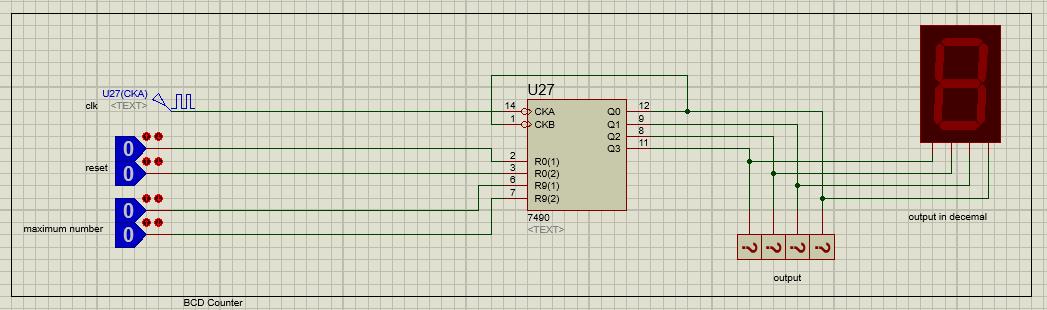 U27
U27(CKA)
<TEXT>
clk
14 CKA Q0 12
1 CKB Q1 9
Q2 8
Q3 11
0
2 R0(1)
reset
0
3 R0(2)
6 R9(1)
0
7 R9(2)
maximum number
0
7490
<TEXT>
output in decemal
? ? ? ?
output
BCD Counter